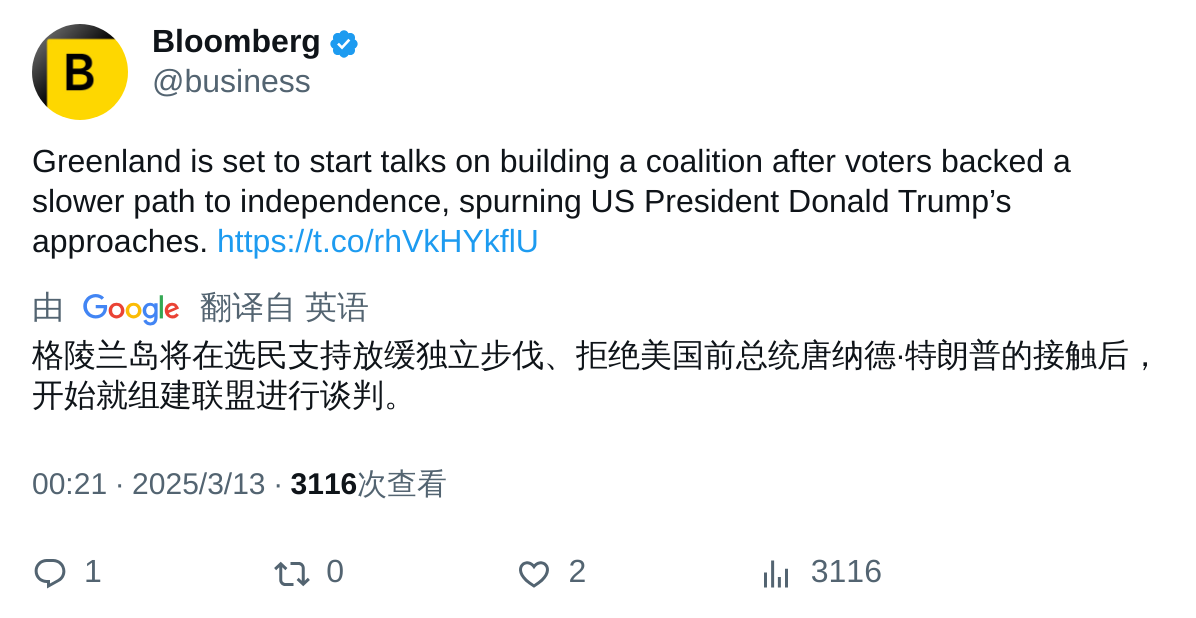 B
Bloomberg
@business
Greenland is set to start talks on building a coalition after voters backed a
slower path to independence, spurning US President Donald Trump’s
approaches. https://t.co/rhVkHYkflU
由 Google 翻译自 英语
格陵兰岛将在选民支持放缓独立步伐、拒绝美国前总统唐纳德·特朗普的接触后，
开始就组建联盟进行谈判。
00:21 · 2025/3/13 · 3116次查看
1 0 2 3116